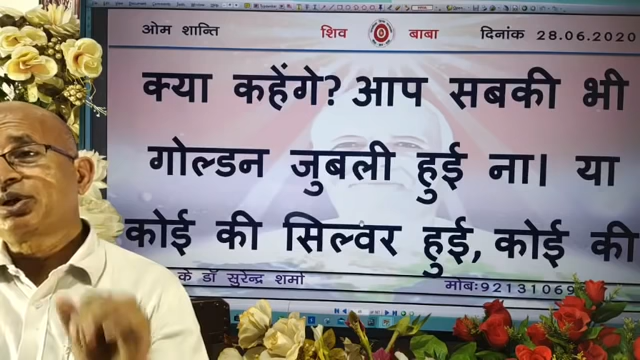 ओम शान्ति शिव बाबा दिनांक 28.06.2020
क्या कहेंगे? आप सबकी भी
गोल्डन जुबली हुई ना। या
कोई की सिल्वर हुई, कोई की
के डॉ सुरेन्द्र शर्मा मोबः92131069